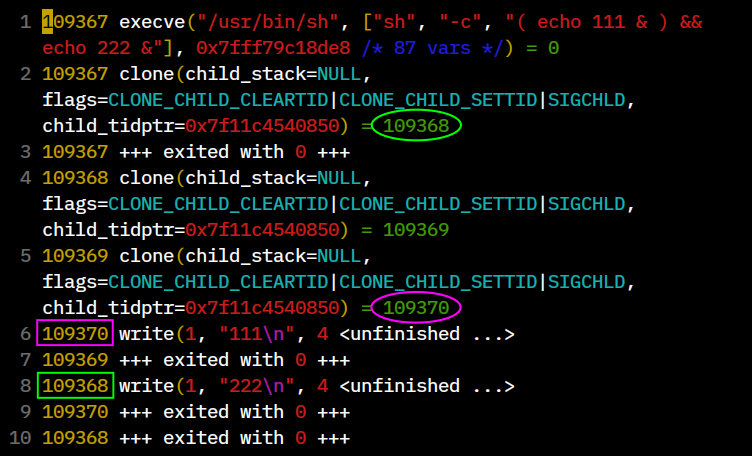 1 109367 execve("/usr/bin/sh", ["sh", "-c", "( echo 111 & ) &&
echo 222 &"], 0x7fff79c18de8 /* 87 vars */) = 0
2 109367 clone(child_stack=NULL,
flags=CLONE_CHILD_CLEARTID|CLONE_CHILD_SETTID|SIGCHLD,
child_tidptr=0x7f11c4540850) = 109368
3 109367 +++ exited with 0 +++
4 109368 clone(child_stack=NULL,
flags=CLONE_CHILD_CLEARTID|CLONE_CHILD_SETTID|SIGCHLD,
child_tidptr=0x7f11c4540850) = 109369
5 109369 clone(child_stack=NULL,
flags=CLONE_CHILD_CLEARTID|CLONE_CHILD_SETTID|SIGCHLD,
child_tidptr=0x7f11c4540850) = 109370
6 109370 write(1, "111\n", 4 <unfinished ...>
7 109369 +++ exited with 0 +++
8 109368 write(1, "222\n", 4 <unfinished ...>
9 109370 +++ exited with 0 +++
10 109368 +++ exited with 0 +++